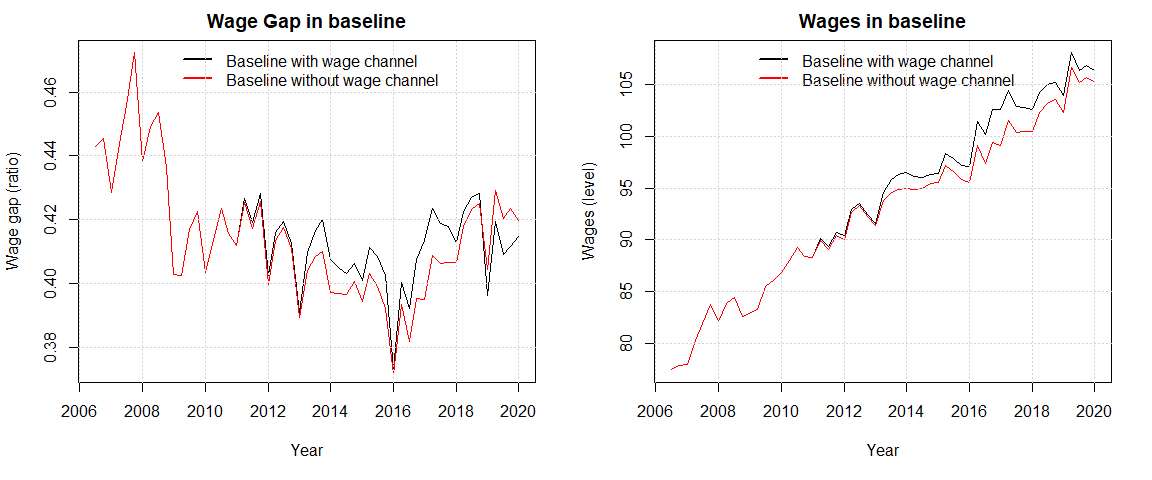 Wage Gap in baseline
Baseline with wage channel
Baseline without wage channel
Wage gap (ratio)
0.46
0.44
0.42
0.40
0.38
2006 2008 2010 2012 2014 2016 2018 2020
Year
Wages in baseline
Baseline with wage channel
Baseline without wage channel
Wages (level)
105
100
95
90
85
80
2006 2008 2010 2012 2014 2016 2018 2020
Year